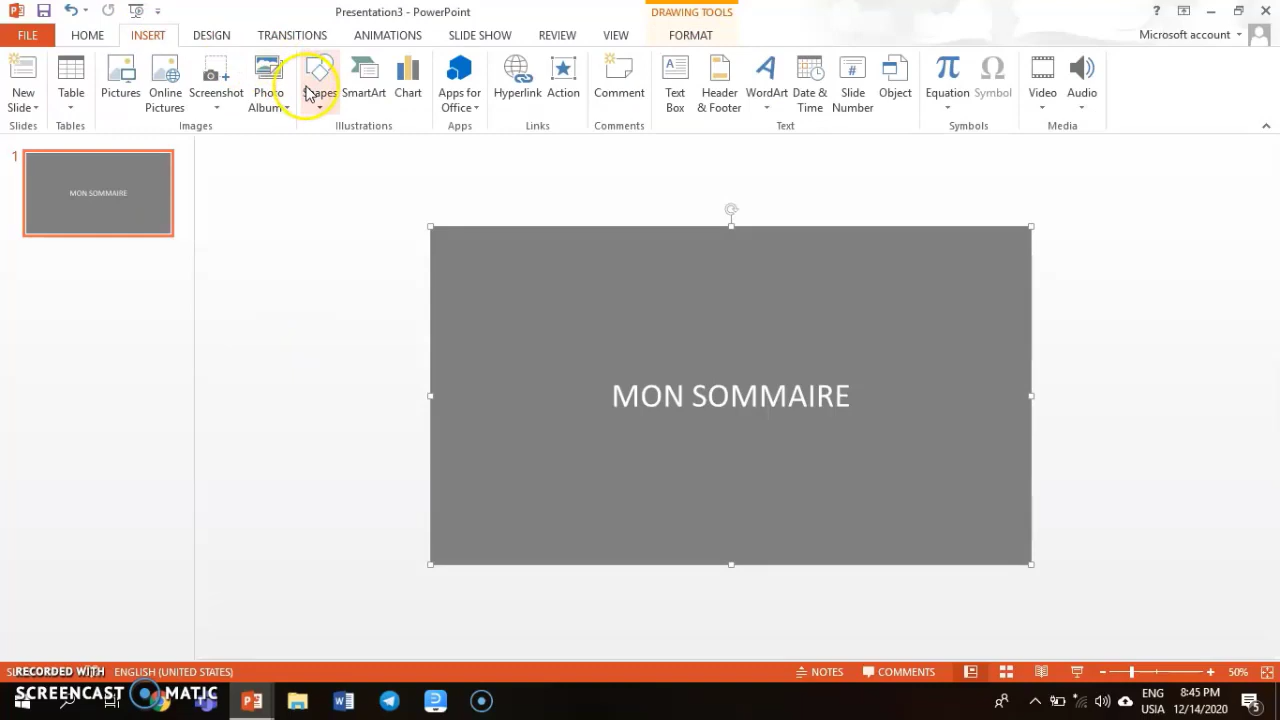 Presentation3 - PowerPoint
DRAWING TOOLS
?
FILE HOME INSERT DESIGN TRANSITIONS ANIMATIONS SLIDE SHOW REVIEW VIEW FORMAT Microsoft account
New Slide
Table
Pictures
Online Pictures
Screenshot
Photo Album
Shapes
SmartArt
Chart
Apps for Office
Hyperlink
Action
Comment
Text Box
Header & Footer
WordArt
Date & Time
Slide Number
Object
Equation
Symbol
Video
Audio
Slides Tables Images Illustrations Apps Links Comments Text Symbols Media
1
MON SOMMAIRE
MON SOMMAIRE
RECORDED WITH
ENGLISH (UNITED STATES) NOTES COMMENTS 50%
SCREENCAST MATIC
ENG
USIA
8:45 PM
12/14/2020
5